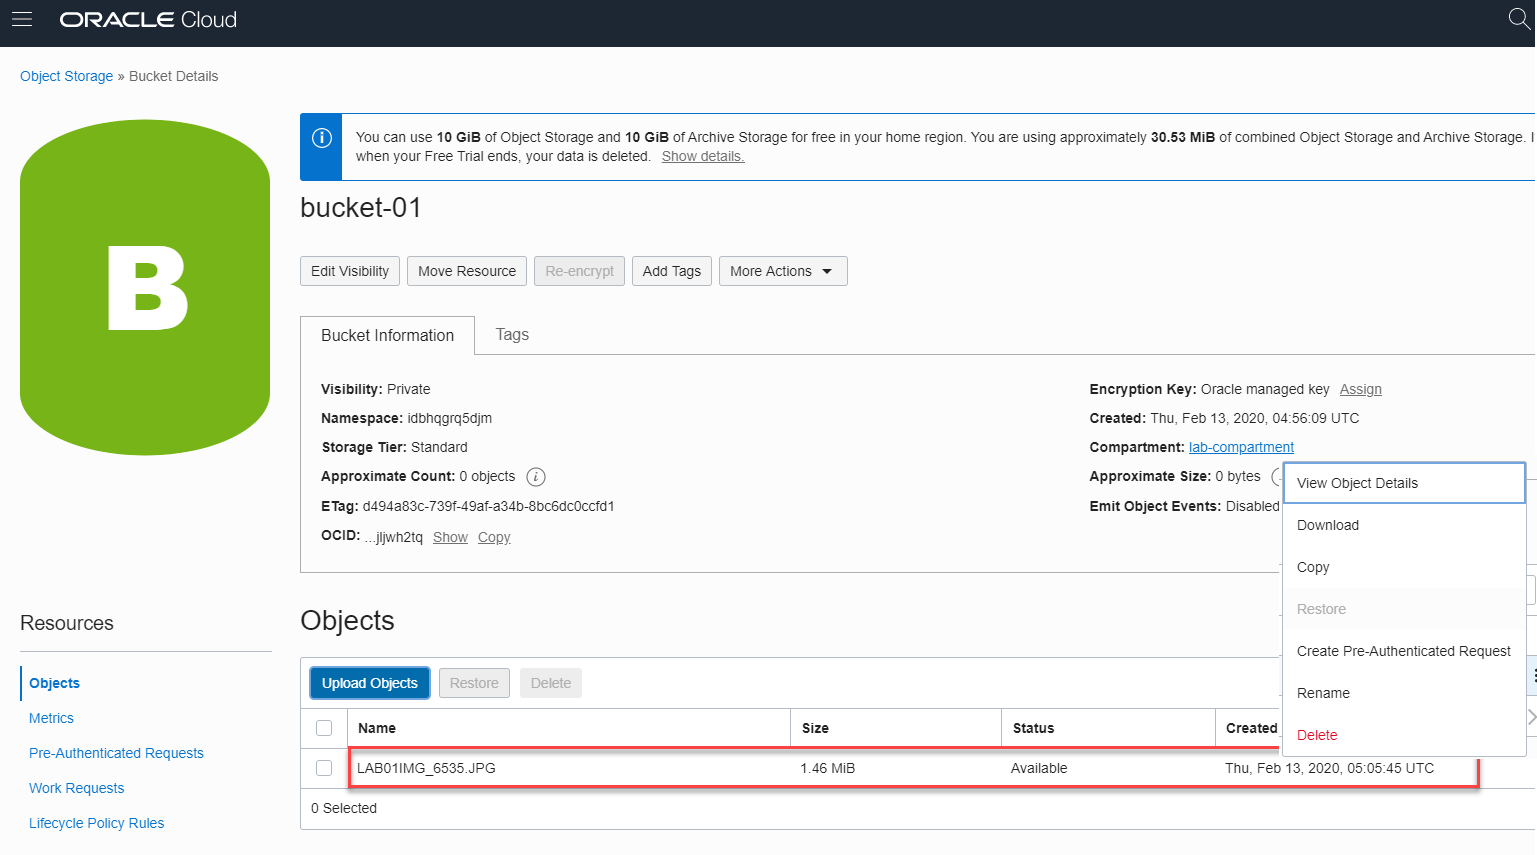 ORACLE Cloud
Object Storage » Bucket Details
B
You can use 10 GiB of Object Storage and 10 GiB of Archive Storage for free in your home region. You are using approximately 30.53 MiB of combined Object Storage and Archive Storage.
when your Free Trial ends, your data is deleted. Show details.
bucket-01
Edit Visibility
Move Resource
Re-encrypt
Add Tags
More Actions
Bucket Information
Tags
Visibility: Private
Namespace: idbhqgrq5djm
Storage Tier: Standard
Approximate Count: 0 objects
ETag: d494a83c-739f-49af-a34b-8bc6dc0ccfd1
OCID: ...jljwh2tq Show Copy
Encryption Key: Oracle managed key Assign
Created: Thu, Feb 13, 2020, 04:56:09 UTC
Compartment: lab-compartment
Approximate Size: 0 bytes
Emit Object Events: Disabled
View Object Details
Download
Copy
Restore
Create Pre-Authenticated Request
Rename
Delete
Resources
Objects
Metrics
Pre-Authenticated Requests
Work Requests
Lifecycle Policy Rules
Objects
Upload Objects
Restore
Delete
Name Size Status Created
LAB01IMG_6535.JPG 1.46 MiB Available Thu, Feb 13, 2020, 05:05:45 UTC
0 Selected